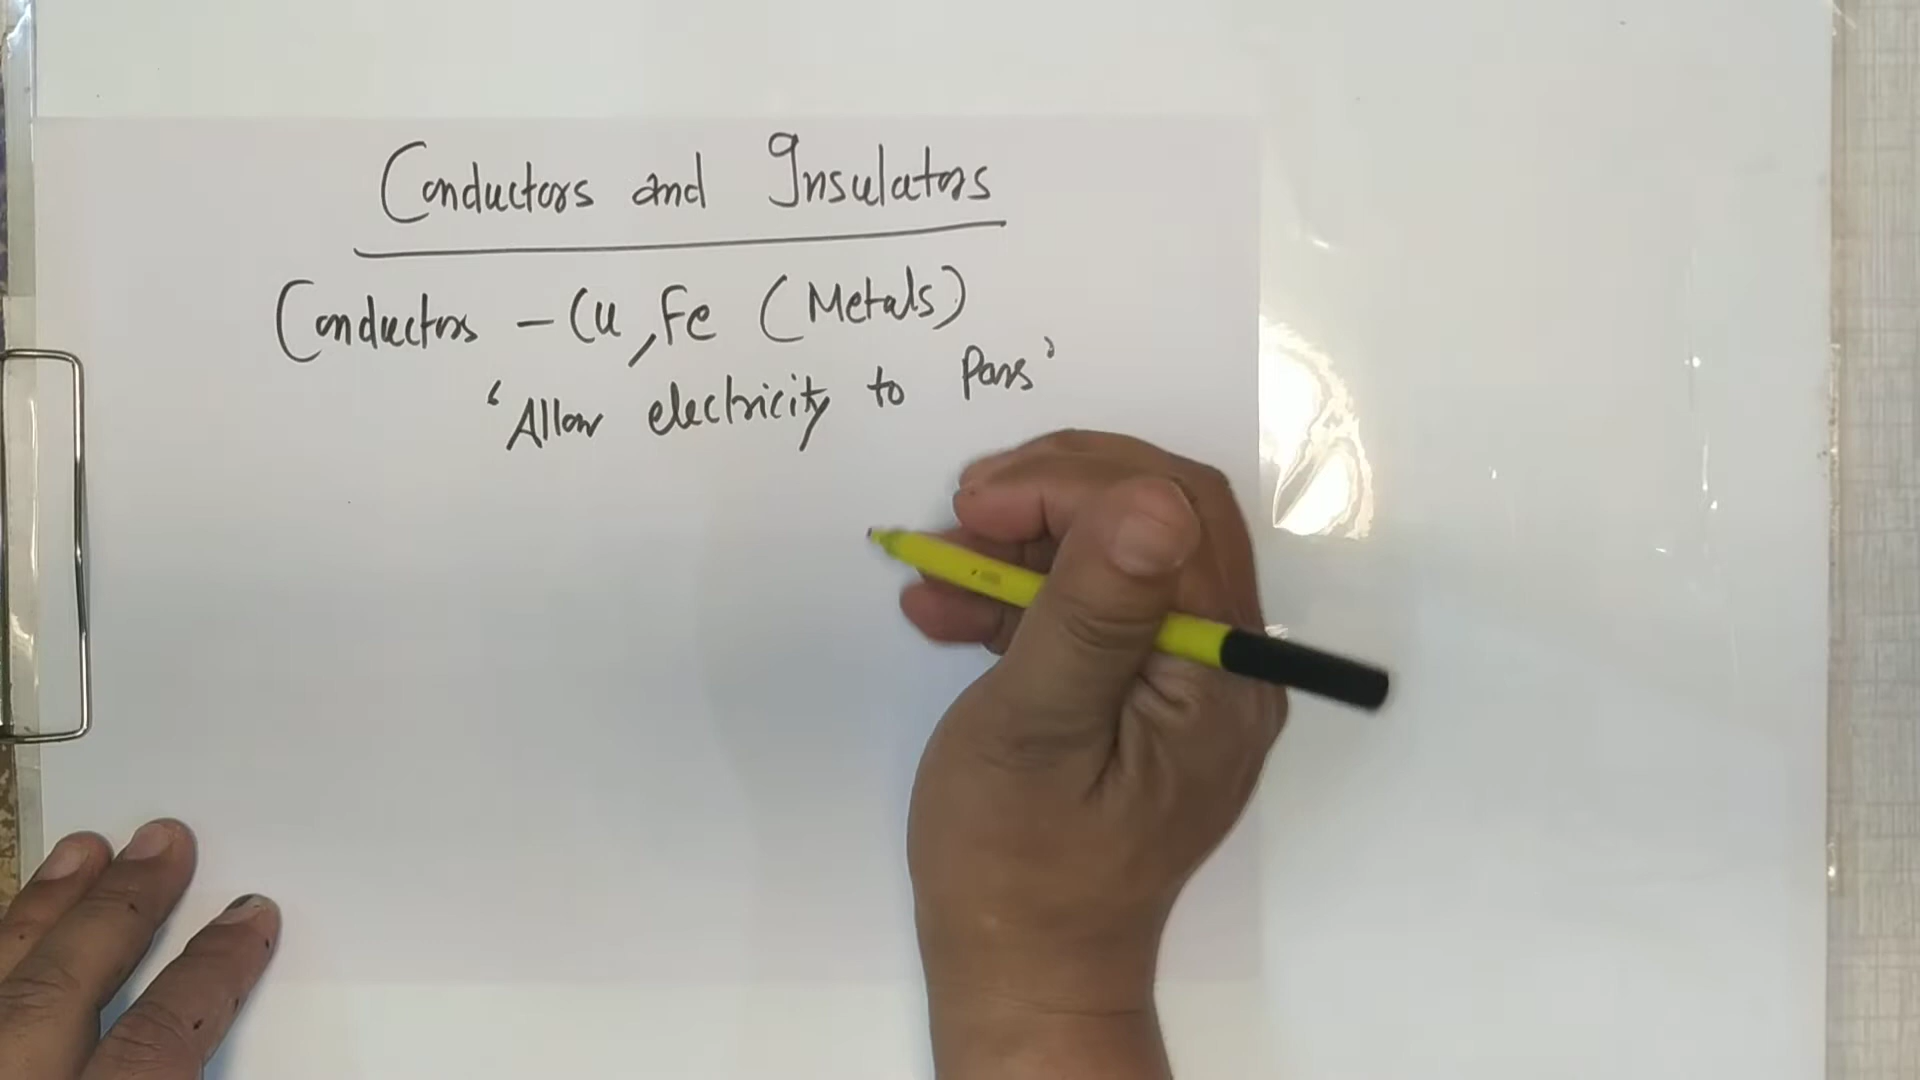 Conductors and Insulators
Conductors - Cu, Fe (Metals)
'Allow electricity to Pass'